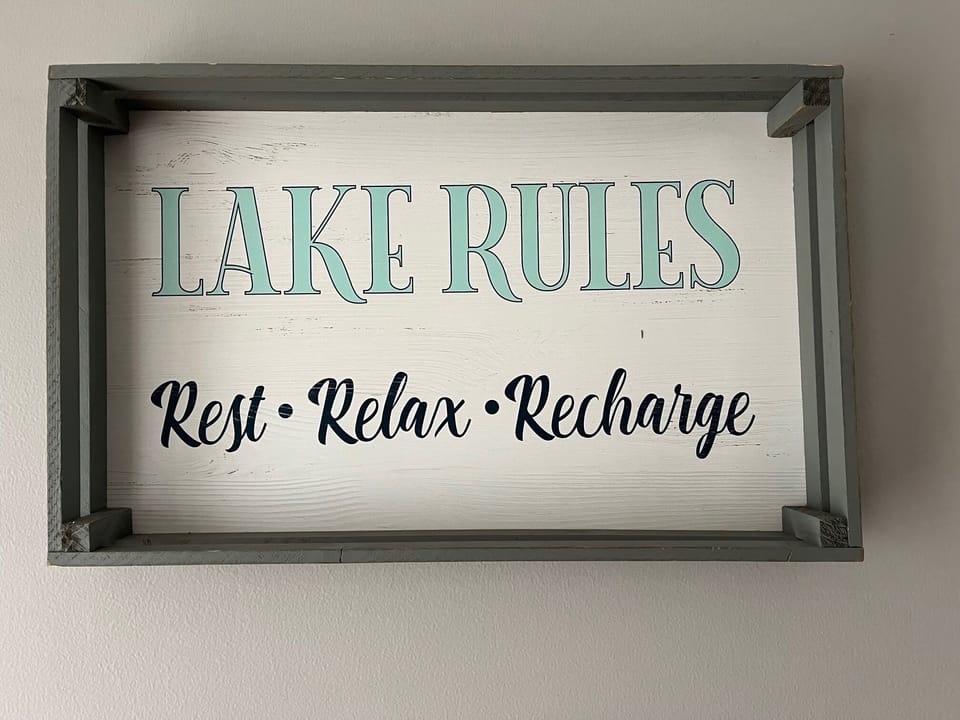 LAKE RULES
Rest • Relax • Recharge